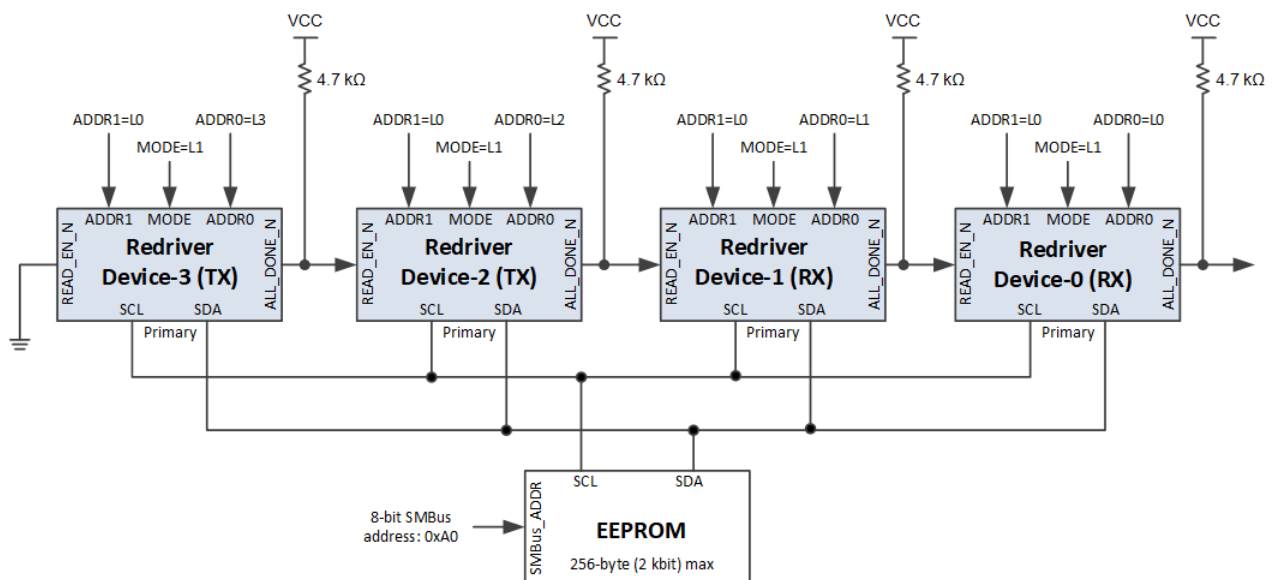 VCC
VCC
VCC
VCC
4.7 kΩ
4.7 kΩ
4.7 kΩ
4.7 kΩ
ADDR1=L0
ADDR0=L3
ADDR1=L0
ADDR0=L2
ADDR1=L0
ADDR0=L1
ADDR1=L0
ADDR0=L0
MODE=L1
MODE=L1
MODE=L1
MODE=L1
READ_EN_N
ADDR1
MODE
ADDR0
ALL_DONE_N
Redriver
Device-3 (TX)
SCL
SDA
Primary
READ_EN_N
ADDR1
MODE
ADDR0
ALL_DONE_N
Redriver
Device-2 (TX)
SCL
SDA
Primary
READ_EN_N
ADDR1
MODE
ADDR0
ALL_DONE_N
Redriver
Device-1 (RX)
SCL
SDA
Primary
READ_EN_N
ADDR1
MODE
ADDR0
ALL_DONE_N
Redriver
Device-0 (RX)
SCL
SDA
Primary
8-bit SMBus
address: 0xA0
SMBus_ADDR
SCL
SDA
EEPROM
256-byte (2 kbit) max